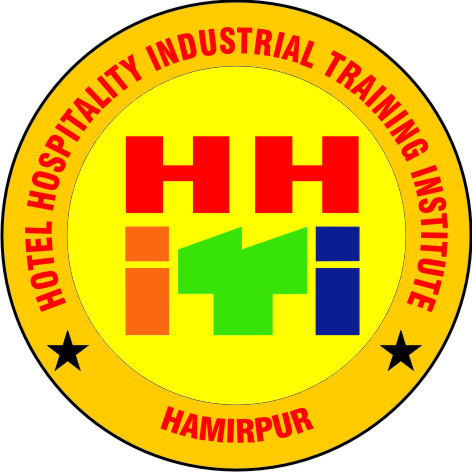 HOTEL HOSPITALITY INDUSTRIAL TRAINING INSTITUTE
HH
iTi
HAMIRPUR